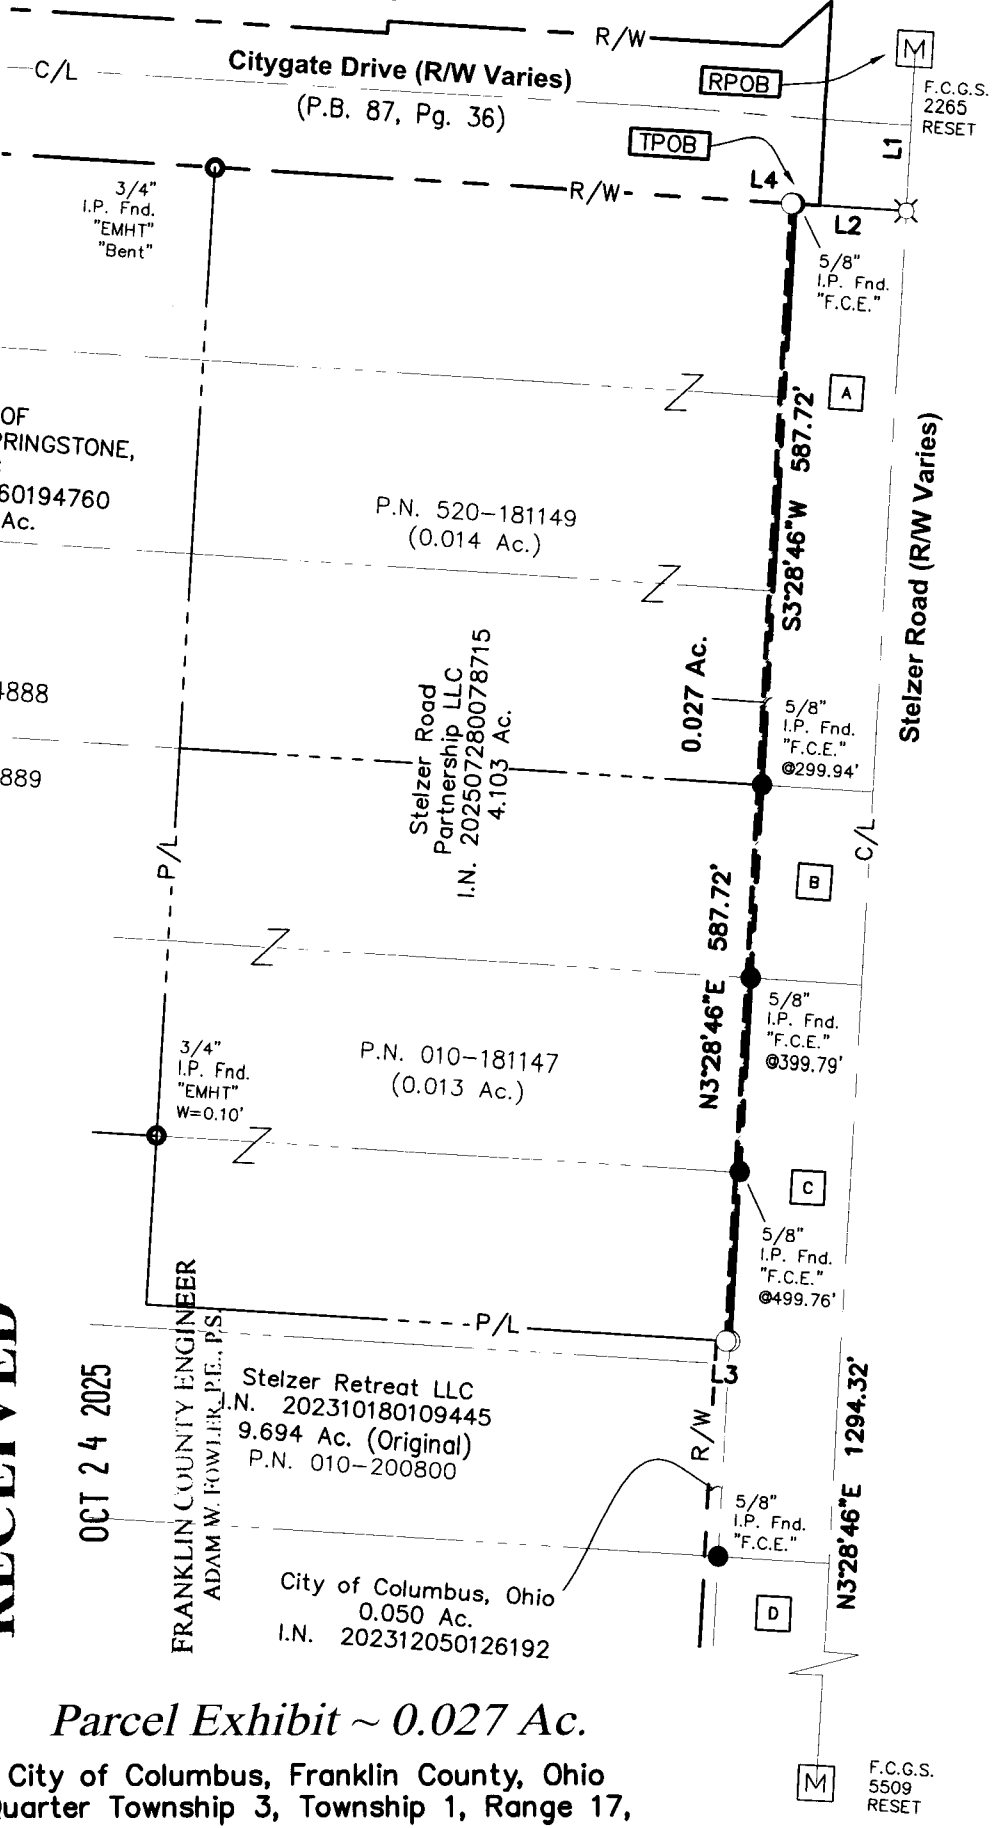 R/W
C/L
Citygate Drive (R/W Varies)
(P.B. 87, Pg. 36)
RPOB
M
F.C.G.S.
2265
RESET
TPOB
L1
L4
R/W
L2
3/4"
I.P. Fnd.
"EMHT"
"Bent"
5/8"
I.P. Fnd.
"F.C.E."
A
S3°28'46"W 587.72'
Stelzer Road (R/W Varies)
OF
PRINGSTONE,
60194760
Ac.
P.N. 520-181149
(0.014 Ac.)
Z
Z
4888
889
Stelzer Road
Partnership LLC
I.N. 202507280078715
4.103 Ac.
0.027 Ac.
5/8"
I.P. Fnd.
"F.C.E."
@299.94'
C/L
P/L
B
N3°28'46"E 587.72'
Z
5/8"
I.P. Fnd.
"F.C.E."
@399.79'
3/4"
I.P. Fnd.
"EMHT"
W=0.10'
P.N. 010-181147
(0.013 Ac.)
Z
C
5/8"
I.P. Fnd.
"F.C.E."
@499.76'
P/L
L3
RECEIVED
OCT 24 2025
FRANKLIN COUNTY ENGINEER
ADAM W. FOWLER, P.E., P.S.
Stelzer Retreat LLC
I.N. 202310180109445
9.694 Ac. (Original)
P.N. 010-200800
R/W
N3°28'46"E 1294.32'
5/8"
I.P. Fnd.
"F.C.E."
City of Columbus, Ohio
0.050 Ac.
I.N. 202312050126192
D
Parcel Exhibit ~ 0.027 Ac.
City of Columbus, Franklin County, Ohio
Quarter Township 3, Township 1, Range 17,
M
F.C.G.S.
5509
RESET